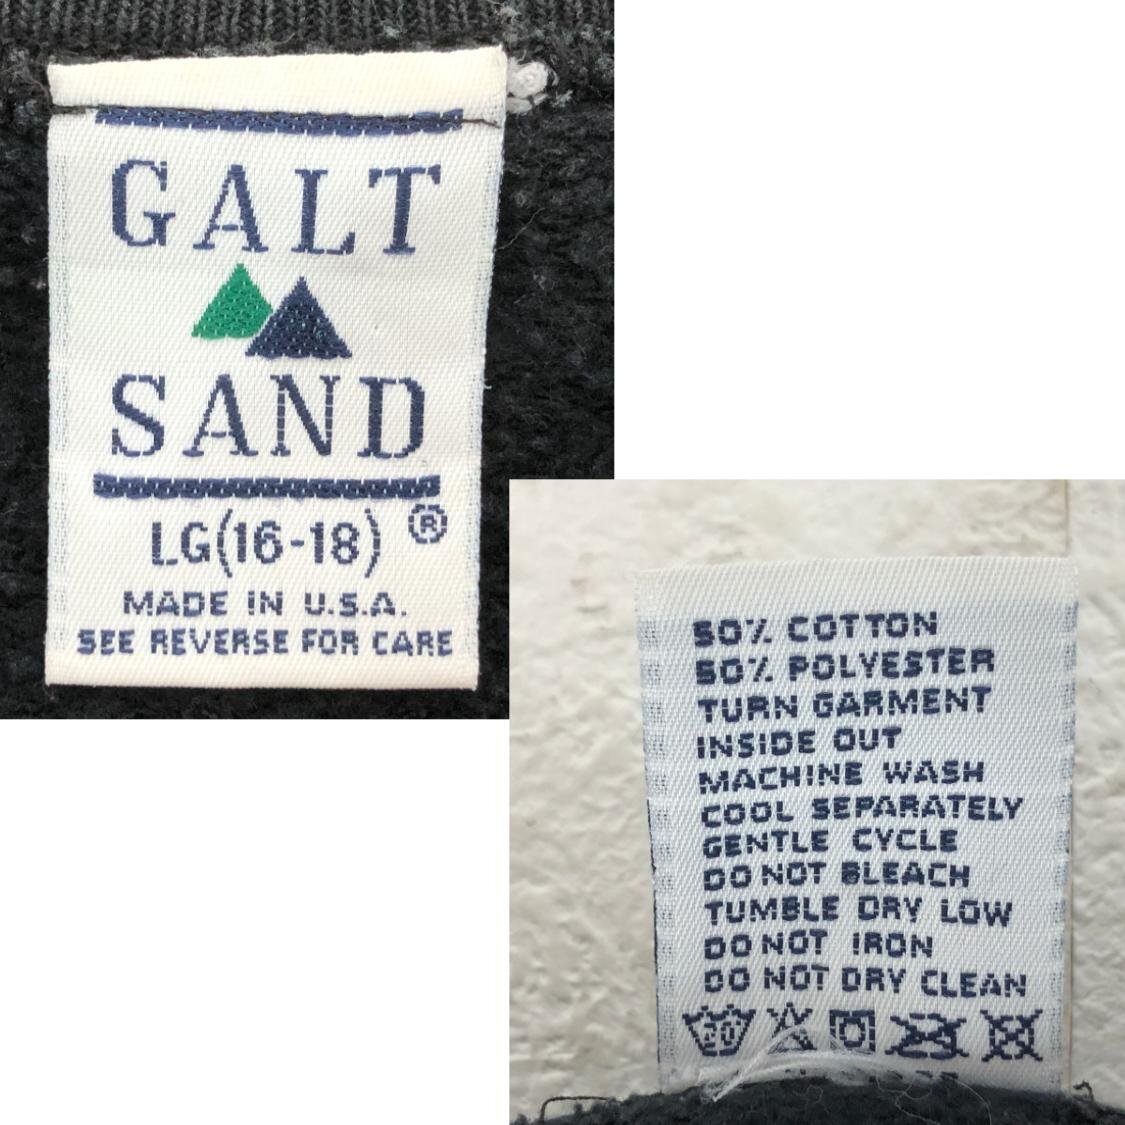 GALT
SAND
®
LG(16-18)
MADE IN U.S.A.
SEE REVERSE FOR CARE
50% COTTON
50% POLYESTER
TURN GARMENT
INSIDE OUT
MACHINE WASH
COOL SEPARATELY
GENTLE CYCLE
DO NOT BLEACH
TUMBLE DRY LOW
DO NOT IRON
DO NOT DRY CLEAN
20